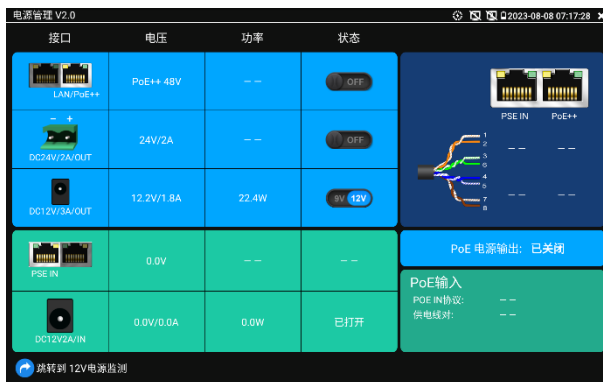 电源管理 V2.0
2023-08-08 07:17:28
接口 电压 功率 状态
LAN/PoE++ PoE++ 48V -- OFF
- +
DC24V/2A/OUT 24V/2A -- OFF
DC12V/3A/OUT 12.2V/1.8A 22.4W 9V 12V
PSE IN 0.0V -- --
DC12V2A/IN 0.0V/0.0A 0.0W 已打开
跳转到 12V电源监测
PSE IN PoE++
1
2 -- --
3
6
4
5 -- --
7
8
PoE 电源输出: 已关闭
PoE输入
POE IN协议: --
供电线对: --